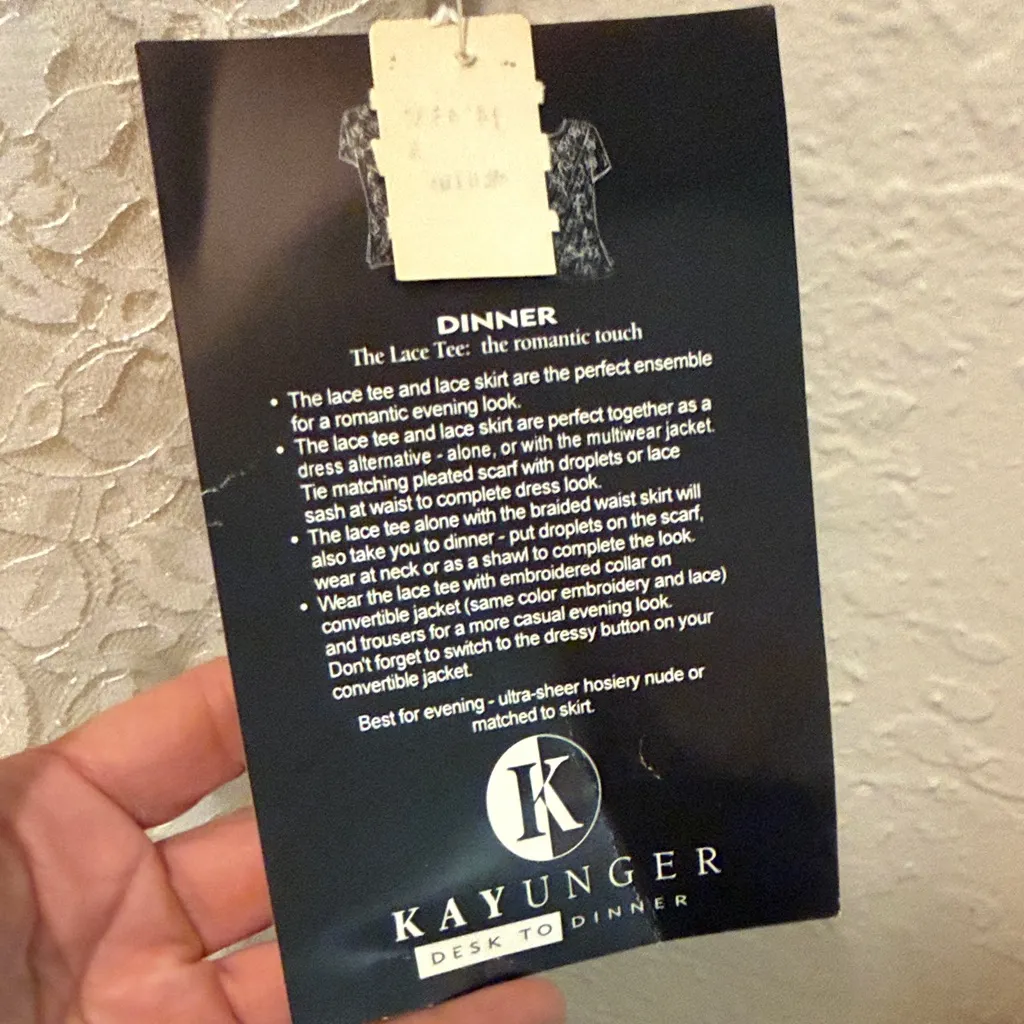 DINNER
The Lace Tee: the romantic touch
• The lace tee and lace skirt are the perfect ensemble
for a romantic evening look.
• The lace tee and lace skirt are perfect together as a
dress alternative - alone, or with the multiwear jacket.
Tie matching pleated scarf with droplets or lace
sash at waist to complete dress look.
• The lace tee alone with the braided waist skirt will
also take you to dinner - put droplets on the scarf,
wear at neck or as a shawl to complete the look.
• Wear the lace tee with embroidered collar on
convertible jacket (same color embroidery and lace)
and trousers for a more casual evening look.
Don't forget to switch to the dressy button on your
convertible jacket.
Best for evening - ultra-sheer hosiery nude or
matched to skirt.
K
KAYUNGER
DESK TO DINNER